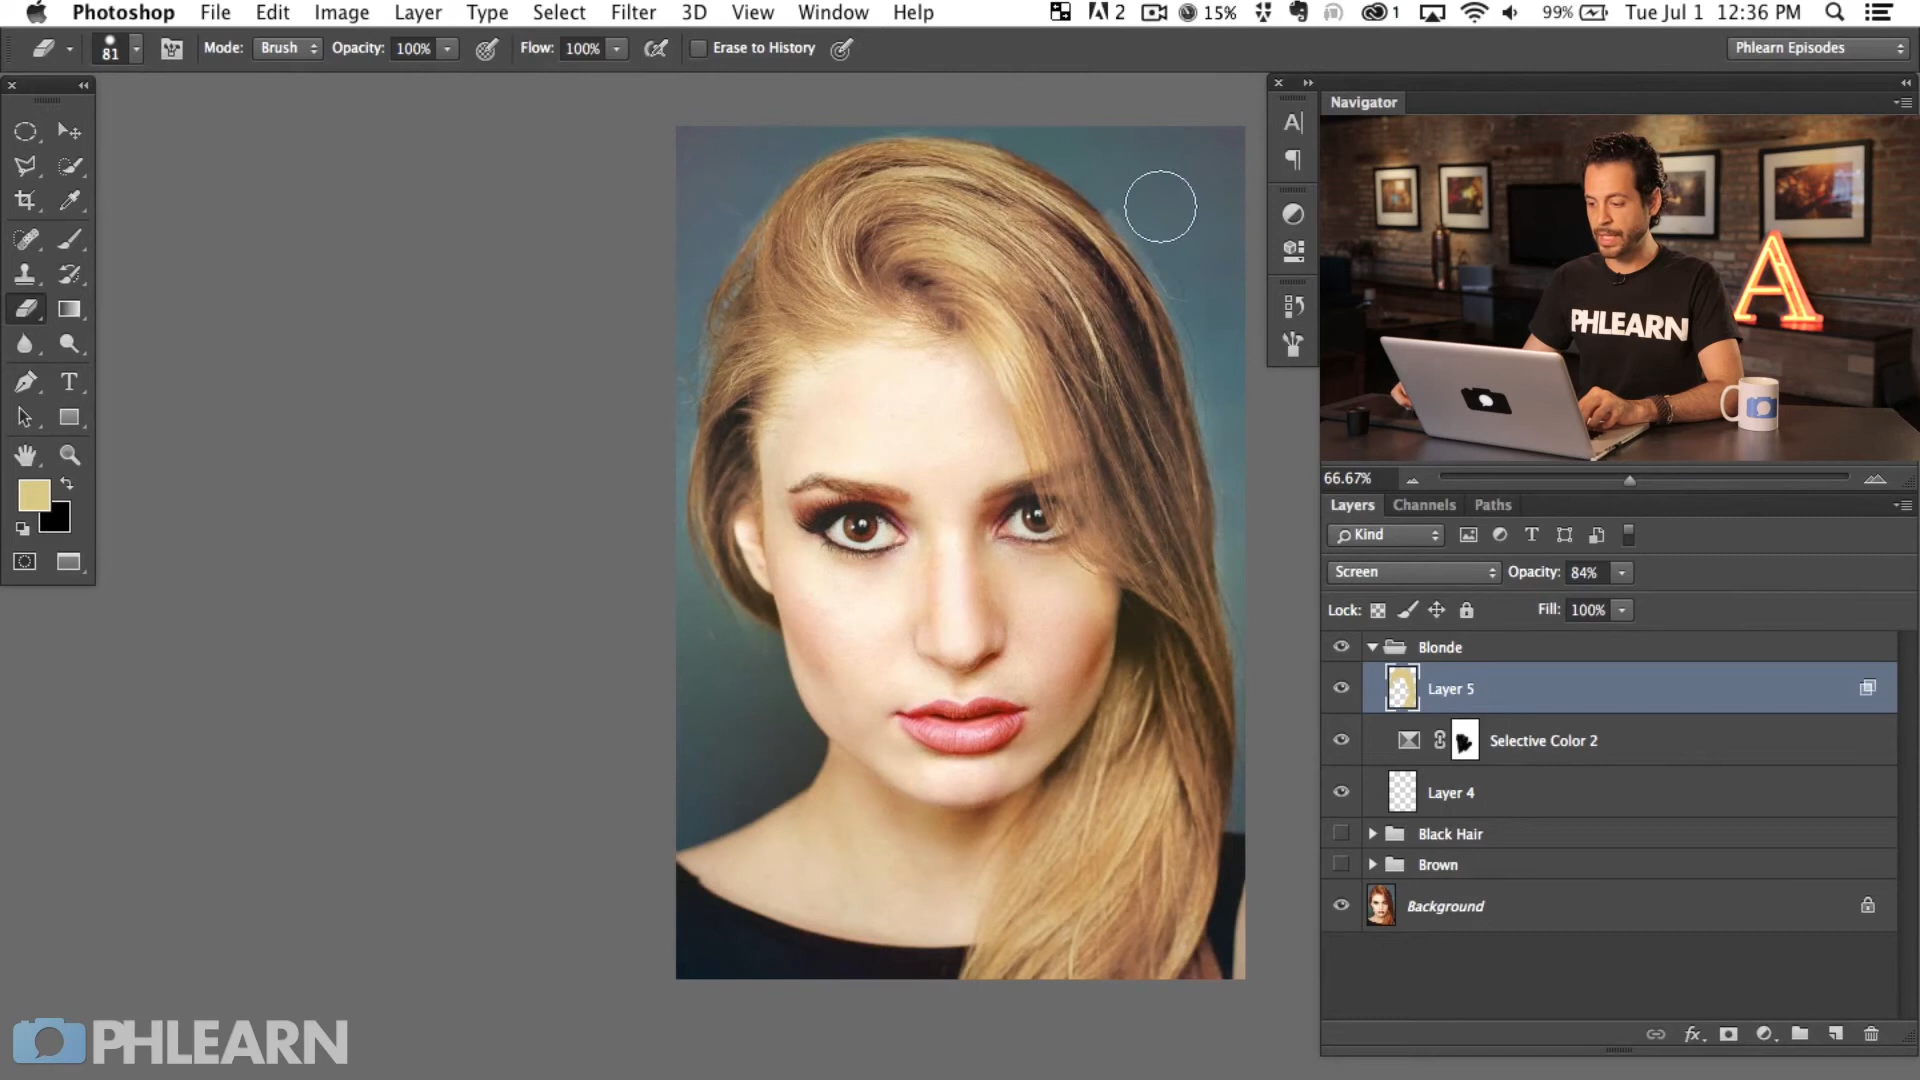 Photoshop File Edit Image Layer Type Select Filter 3D View Window Help 2 1 15% 99% Tue Jul 1 12:36 PM
81 Mode: Brush Opacity: 100% Flow: 100% Erase to History Phlearn Episodes
Navigator
A
PHLEARN
66.67%
Layers Channels Paths
Kind
Screen Opacity: 84%
Lock: Fill: 100%
Blonde
Layer 5
Selective Color 2
Layer 4
Black Hair
Brown
Background
fx
PHLEARN